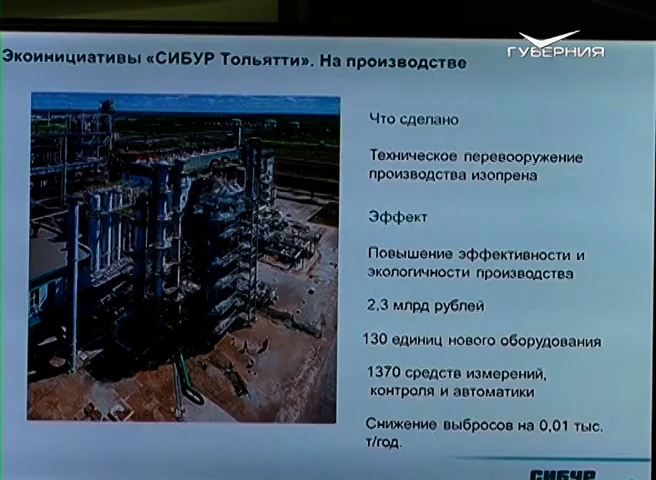 ГУБЕРНИЯ
Экоинициативы «СИБУР Тольятти». На производстве
Что сделано
Техническое перевооружение
производства изопрена
Эффект
Повышение эффективности и
экологичности производства
2,3 млрд рублей
130 единиц нового оборудования
1370 средств измерений,
контроля и автоматики
Снижение выбросов на 0,01 тыс.
т/год.
СИБУР